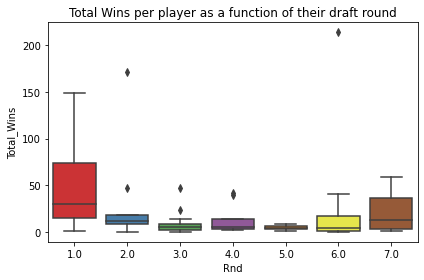 Total Wins per player as a function of their draft round
200
150
100
50
0
Total_Wins
1.0 2.0 3.0 4.0 5.0 6.0 7.0
Rnd